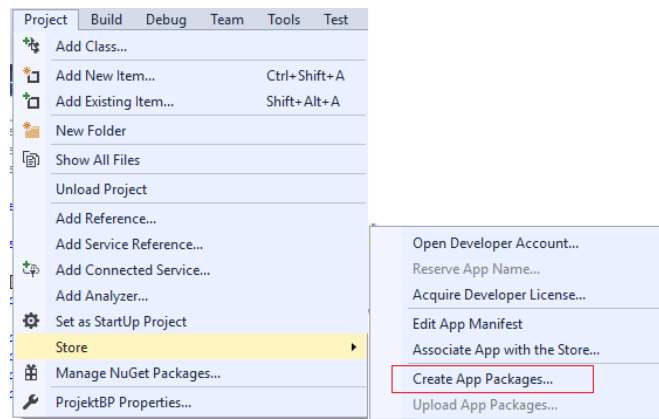 Project Build Debug Team Tools Test
Add Class...
Add New Item... Ctrl+Shift+A
Add Existing Item... Shift+Alt+A
New Folder
Show All Files
Unload Project
Add Reference...
Add Service Reference...
Add Connected Service...
Add Analyzer...
Set as StartUp Project
Store
Manage NuGet Packages...
ProjektBP Properties...
Open Developer Account...
Reserve App Name...
Acquire Developer License...
Edit App Manifest
Associate App with the Store...
Create App Packages...
Upload App Packages...